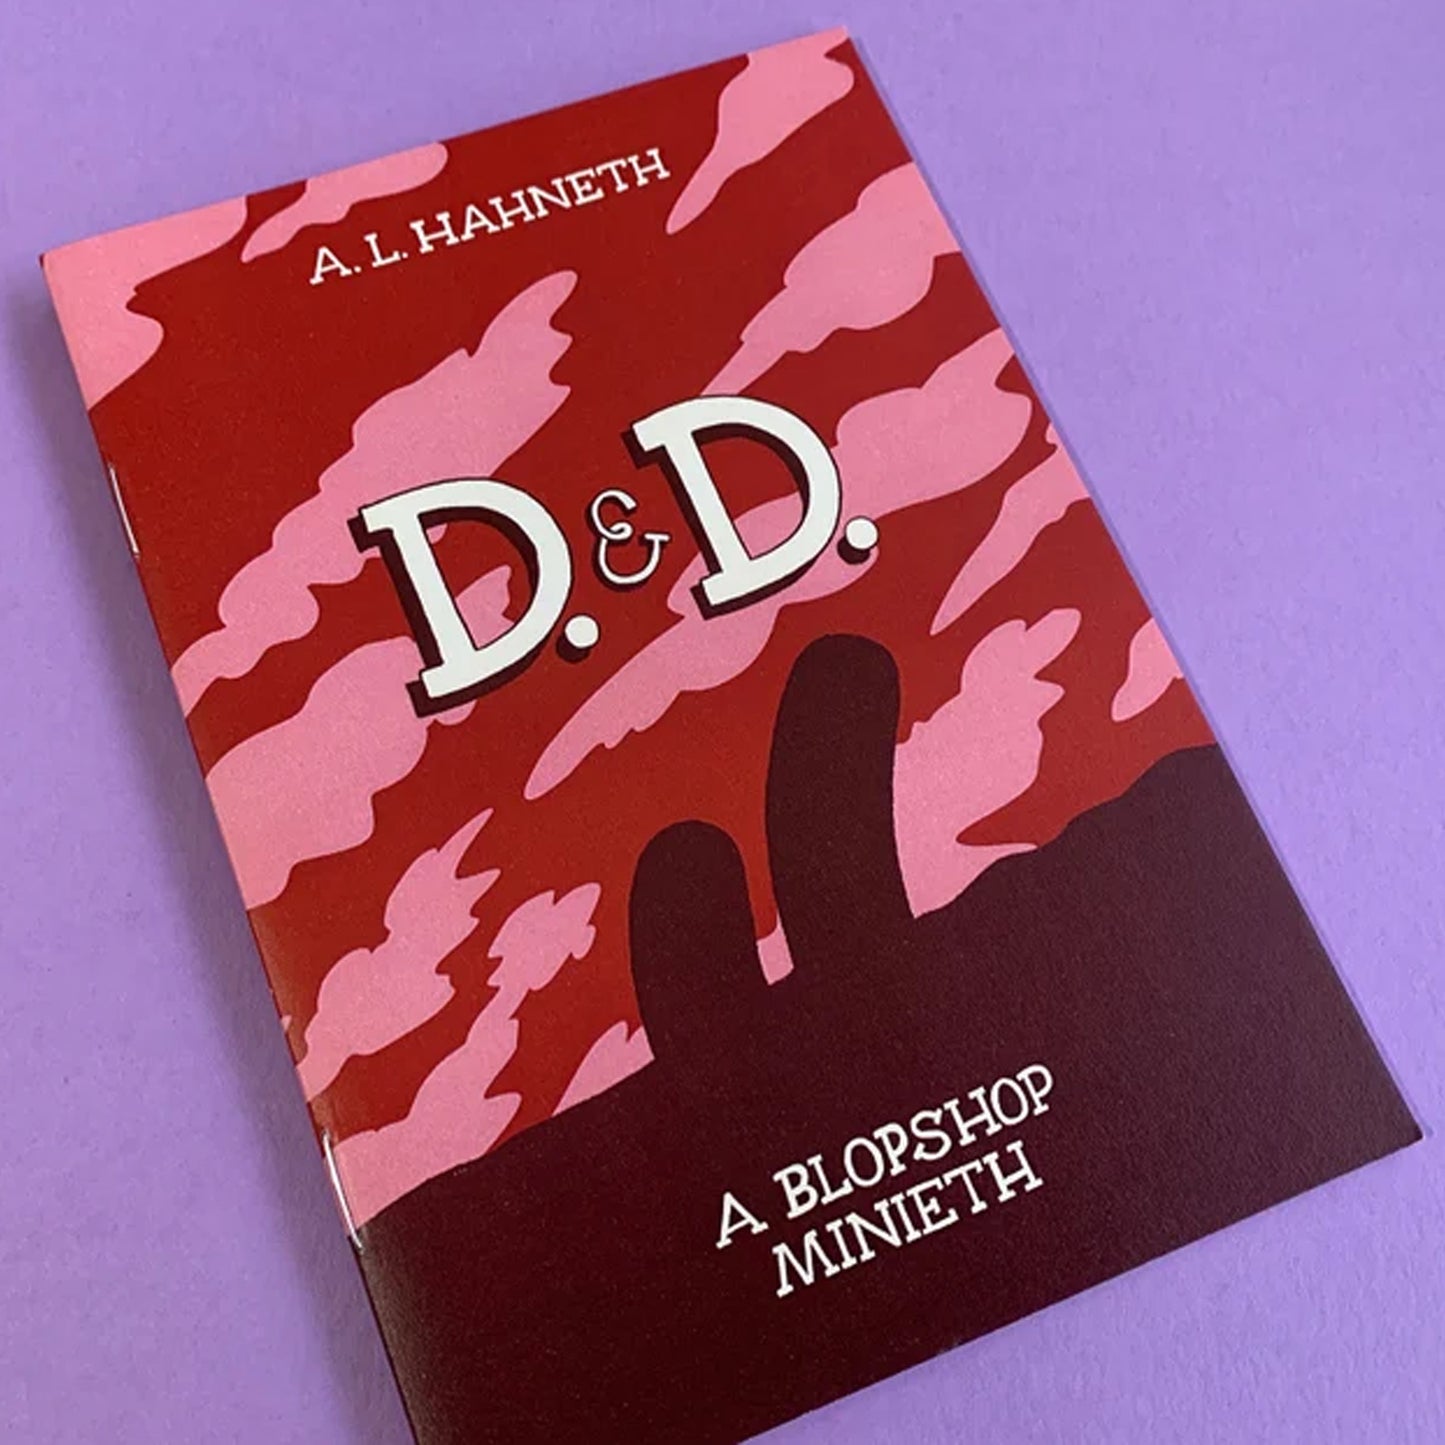 A. L. HAHNETH
D. & D.
A BLOPSHOP
MINIETH